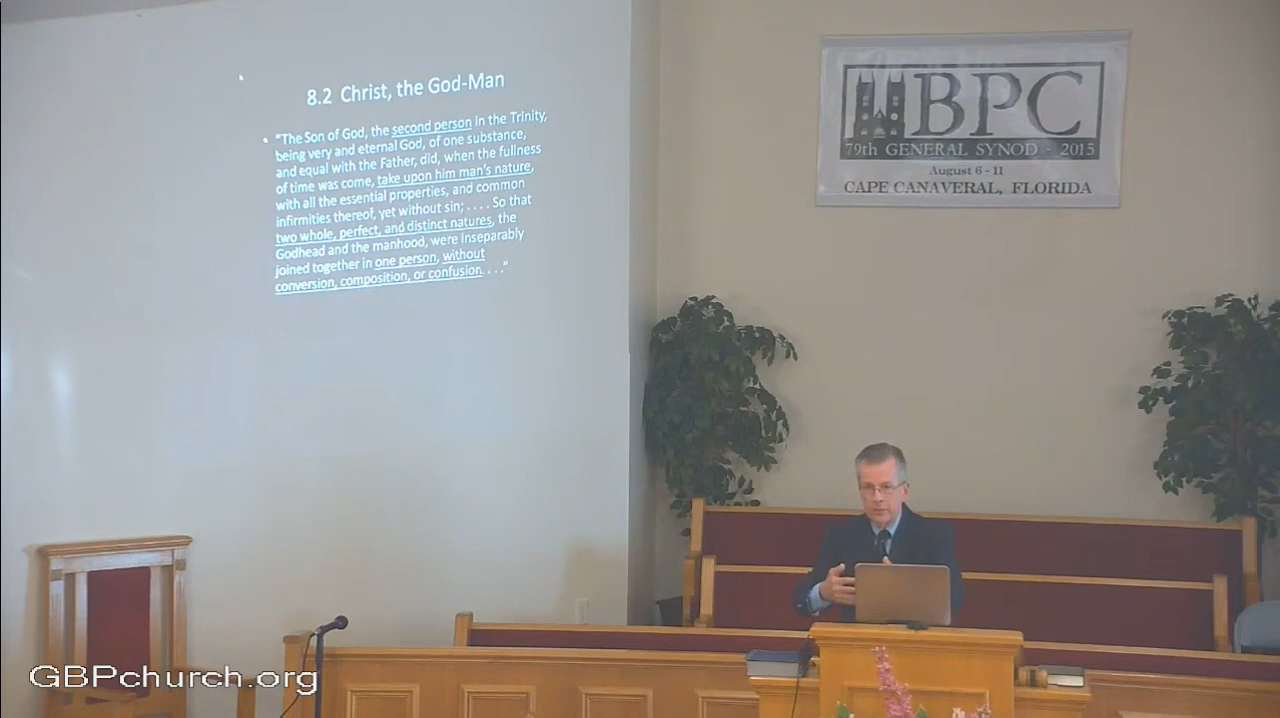 8.2 Christ, the God-Man
• "The Son of God, the second person in the Trinity,
being very and eternal God, of one substance,
and equal with the Father, did, when the fullness
of time was come, take upon him man's nature,
with all the essential properties, and common
infirmities thereof, yet without sin; . . . . So that
two whole, perfect, and distinct natures, the
Godhead and the manhood, were inseparably
joined together in one person, without
conversion, composition, or confusion. . . ."
BPC
79th GENERAL SYNOD - 2015
August 6 - 11
CAPE CANAVERAL, FLORIDA
GBPchurch.org